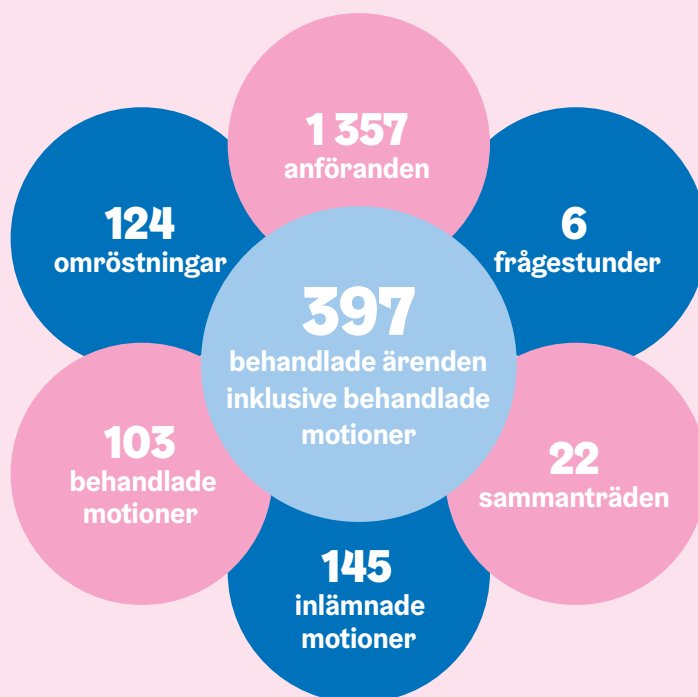 1 357
anföranden
124
omröstningar
6
frågestunder
397
behandlade ärenden
inklusive behandlade
motioner
103
behandlade
motioner
22
sammanträden
145
inlämnade
motioner